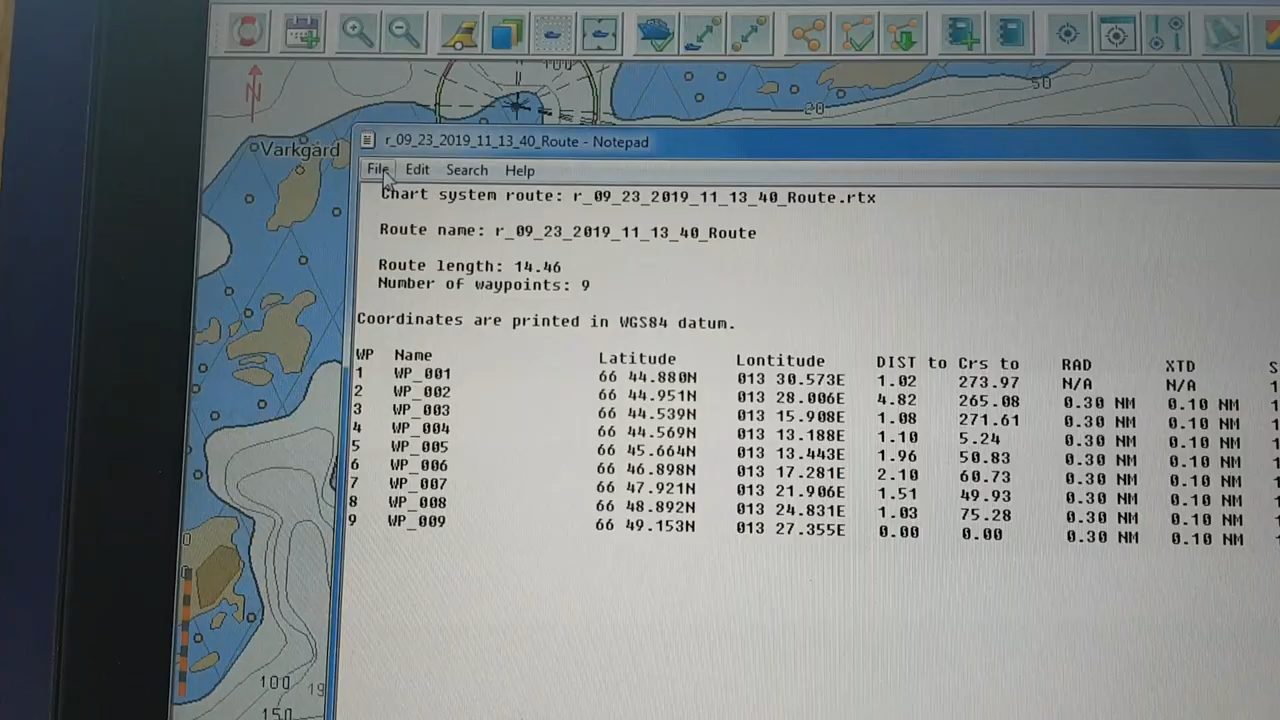 100
50
20
N
Varkgård
r_09_23_2019_11_13_40_Route - Notepad
File Edit Search Help
Chart system route: r_09_23_2019_11_13_40_Route.rtx
Route name: r_09_23_2019_11_13_40_Route
Route length: 14.46
Number of waypoints: 9
Coordinates are printed in WGS84 datum.
WP Name Latitude Lontitude DIST to Crs to RAD XTD S
1 WP_001 66 44.880N 013 30.573E 1.02 273.97 N/A N/A
2 WP_002 66 44.951N 013 28.006E 4.82 265.08 0.30 NM 0.10 NM
3 WP_003 66 44.539N 013 15.908E 1.08 271.61 0.30 NM 0.10 NM
4 WP_004 66 44.569N 013 13.188E 1.10 5.24 0.30 NM 0.10 NM
5 WP_005 66 45.664N 013 13.443E 1.96 50.83 0.30 NM 0.10 NM
6 WP_006 66 46.898N 013 17.281E 2.10 60.73 0.30 NM 0.10 NM
7 WP_007 66 47.921N 013 21.906E 1.51 49.93 0.30 NM 0.10 NM
8 WP_008 66 48.892N 013 24.831E 1.03 75.28 0.30 NM 0.10 NM
9 WP_009 66 49.153N 013 27.355E 0.00 0.00 0.30 NM 0.10 NM
0
0
100 19
150